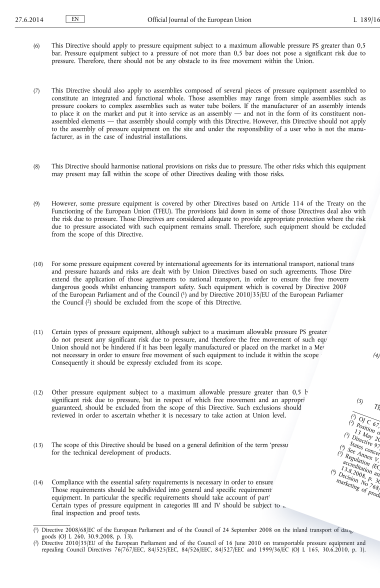 27.6.2014 EN Official Journal of the European Union L 189/16
(6) This Directive should apply to pressure equipment subject to a maximum allowable pressure PS greater than 0,5
bar. Pressure equipment subject to a pressure of not more than 0,5 bar does not pose a significant risk due to
pressure. Therefore, there should not be any obstacle to its free movement within the Union.
(7) This Directive should also apply to assemblies composed of several pieces of pressure equipment assembled to
constitute an integrated and functional whole. Those assemblies may range from simple assemblies such as
pressure cookers to complex assemblies such as water tube boilers. If the manufacturer of an assembly intends
to place it on the market and put it into service as an assembly — and not in the form of its constituent non-
assembled elements — that assembly should comply with this Directive. However, this Directive should not apply
to the assembly of pressure equipment on the site and under the responsibility of a user who is not the manu-
facturer, as in the case of industrial installations.
(8) This Directive should harmonise national provisions on risks due to pressure. The other risks which this equipment
may present may fall within the scope of other Directives dealing with those risks.
(9) However, some pressure equipment is covered by other Directives based on Article 114 of the Treaty on the
Functioning of the European Union (TFEU). The provisions laid down in some of those Directives deal also with
the risk due to pressure. Those Directives are considered adequate to provide appropriate protection where the risk
due to pressure associated with such equipment remains small. Therefore, such equipment should be excluded
from the scope of this Directive.
(10) For some pressure equipment covered by international agreements for its international transport, national trans
and pressure hazards and risks are dealt with by Union Directives based on such agreements. Those Dire
extend the application of those agreements to national transport, in order to ensure the free movem
dangerous goods whilst enhancing transport safety. Such equipment which is covered by Directive 2008
of the European Parliament and of the Council (¹) and by Directive 2010/35/EU of the European Parliamer
the Council (²) should be excluded from the scope of this Directive.
(11) Certain types of pressure equipment, although subject to a maximum allowable pressure PS greater
do not present any significant risk due to pressure, and therefore the free movement of such equ
Union should not be hindered if it has been legally manufactured or placed on the market in a Me
not necessary in order to ensure free movement of such equipment to include it within the scope
Consequently it should be expressly excluded from its scope.
(4)
(12) Other pressure equipment subject to a maximum allowable pressure greater than 0,5 b
significant risk due to pressure, but in respect of which free movement and an appropri
guaranteed, should be excluded from the scope of this Directive. Such exclusions should
reviewed in order to ascertain whether it is necessary to take action at Union level.
(5)
(13) The scope of this Directive should be based on a general definition of the term 'pressu
for the technical development of products.
(14) Compliance with the essential safety requirements is necessary in order to ensure
Those requirements should be subdivided into general and specific requirement
equipment. In particular the specific requirements should take account of part
Certain types of pressure equipment in categories III and IV should be subject to
final inspection and proof tests.
(¹) Directive 2008/68/EC of the European Parliament and of the Council of 24 September 2008 on the inland transport of dang
goods (OJ L 260, 30.9.2008, p. 13).
(²) Directive 2010/35/EU of the European Parliament and of the Council of 16 June 2010 on transportable pressure equipment and
repealing Council Directives 76/767/EEC, 84/525/EEC, 84/526/EEC, 84/527/EEC and 1999/36/EC (OJ L 165, 30.6.2010, p. 1).